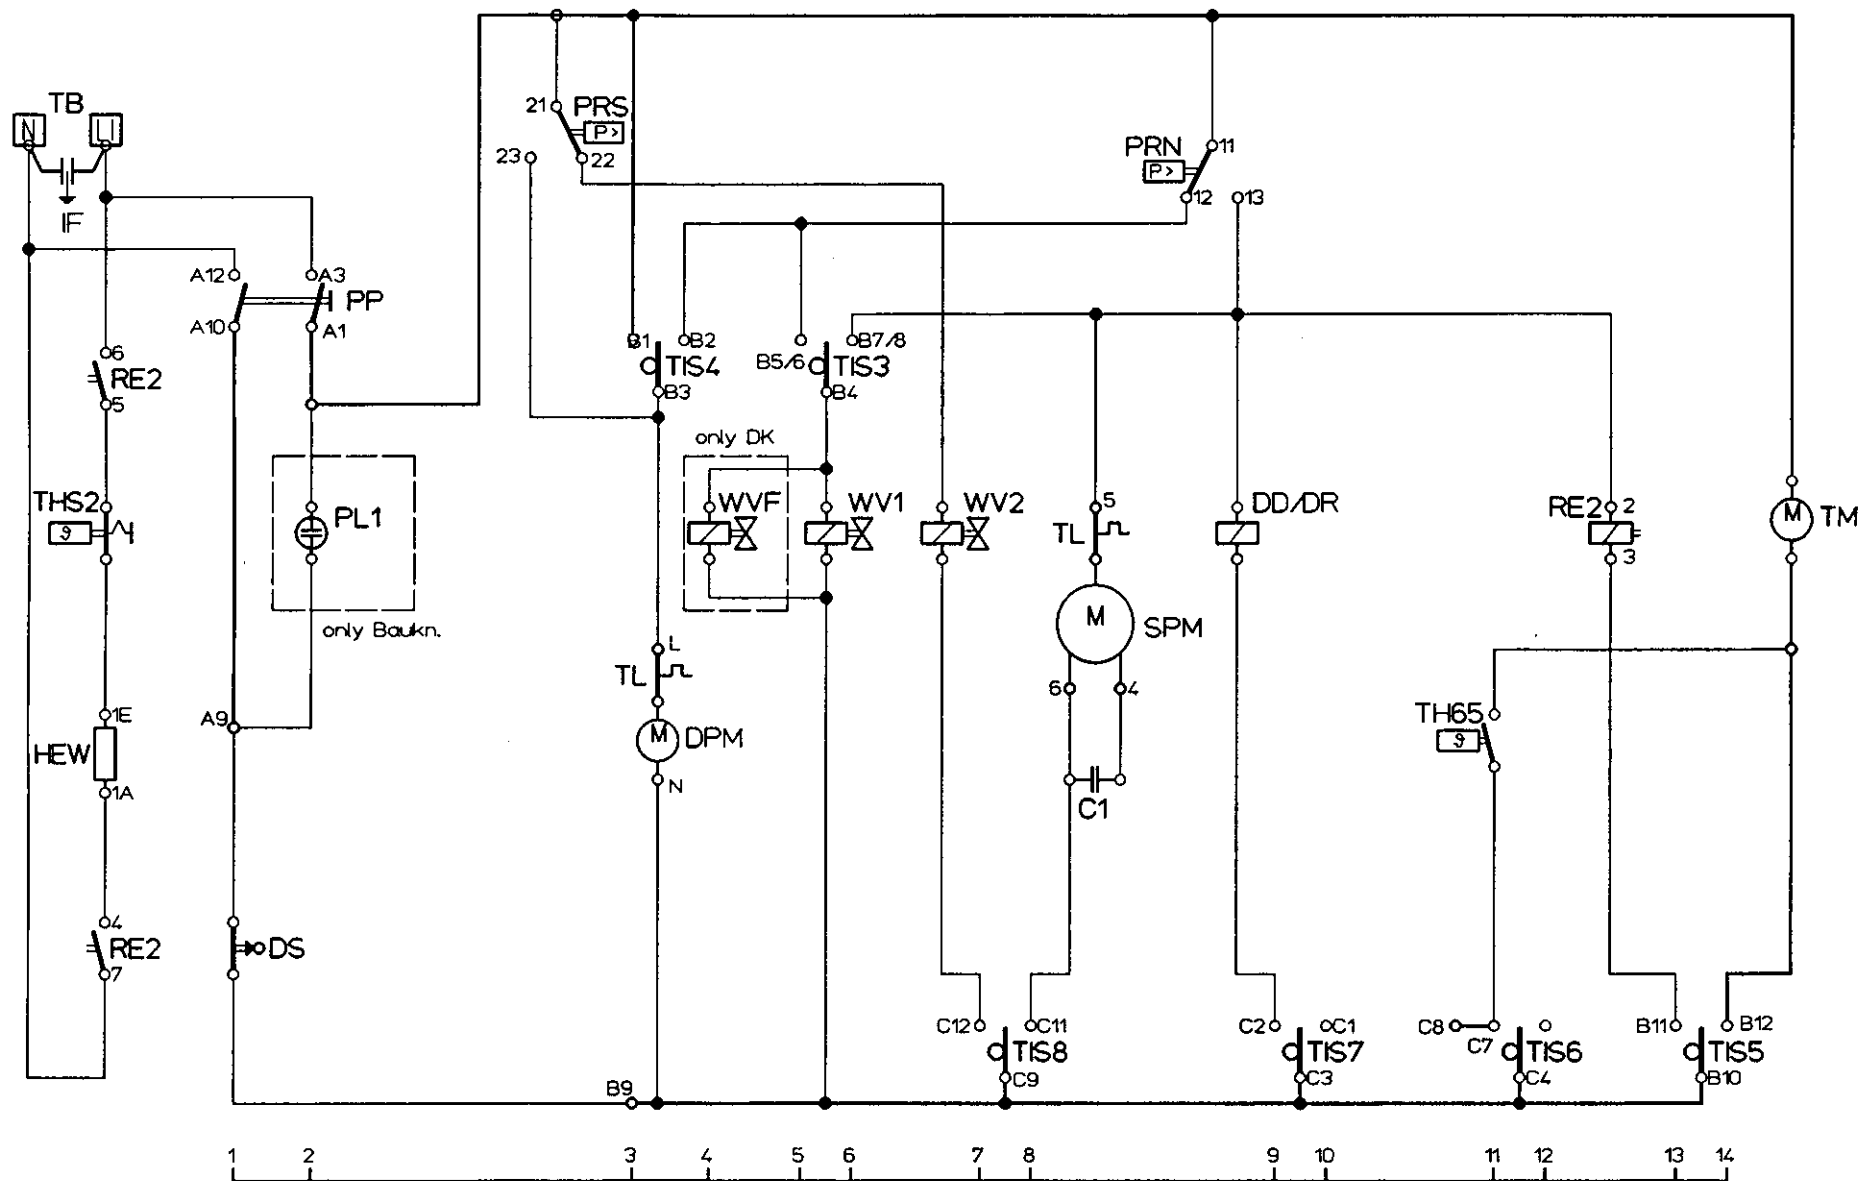 TB
N
L1
IF
21
PRS
P>
23
22
PRN
P>
11
12
13
A12
A3
PP
A10
A1
6
RE2
5
B1
B2
TIS4
B3
B5/6
B7/8
TIS3
B4
only DK
THS2
ϑ
PL1
only Baukn.
WVF
WV1
WV2
5
TL
M
SPM
6
4
C1
DD/DR
RE2
2
3
M
TM
L
TL
M
DPM
N
A9
1E
HEW
1A
TH65
ϑ
4
RE2
7
DS
C12
C11
TIS8
C9
C2
C1
TIS7
C3
C8
C7
TIS6
C4
B11
B12
TIS5
B10
B9
1 2 3 4 5 6 7 8 9 10 11 12 13 14